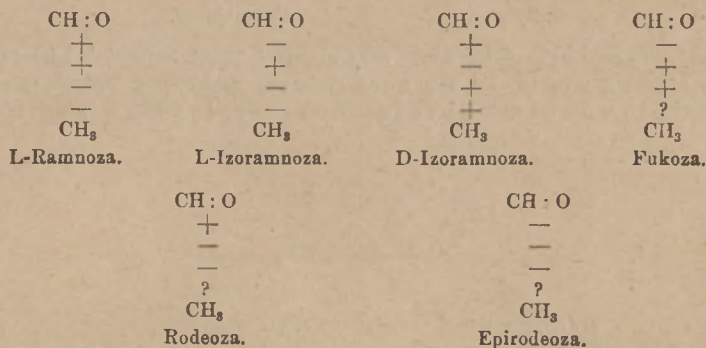 CH : O CH : O CH : O CH : O
+ − + −
+ + − +
− − + +
− − + ?
CH₃ CH₃ CH₃ CH₃
L-Ramnoza. L-Izoramnoza. D-Izoramnoza. Fukoza.
CH : O CH · O
+ −
− −
− −
? ?
CH₃ CH₃
Rodeoza. Epirodeoza.